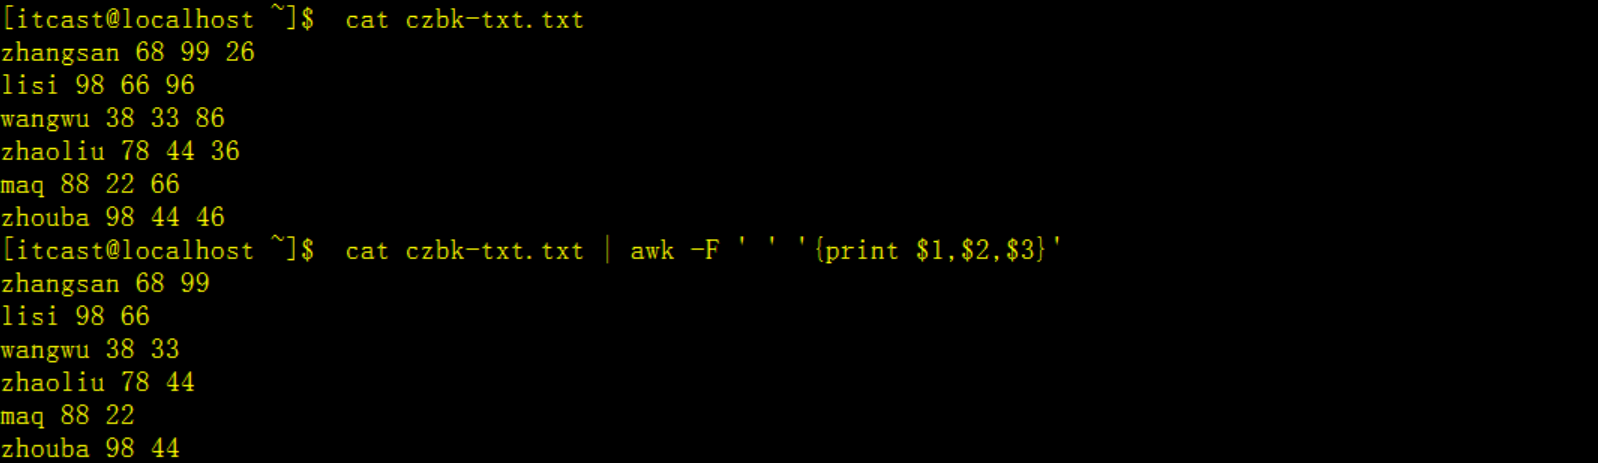 [itcast@localhost ~]$  cat czbk-txt.txt
zhangsan 68 99 26
lisi 98 66 96
wangwu 38 33 86
zhaoliu 78 44 36
maq 88 22 66
zhouba 98 44 46
[itcast@localhost ~]$  cat czbk-txt.txt | awk -F ' ' '{print $1,$2,$3}'
zhangsan 68 99
lisi 98 66
wangwu 38 33
zhaoliu 78 44
maq 88 22
zhouba 98 44